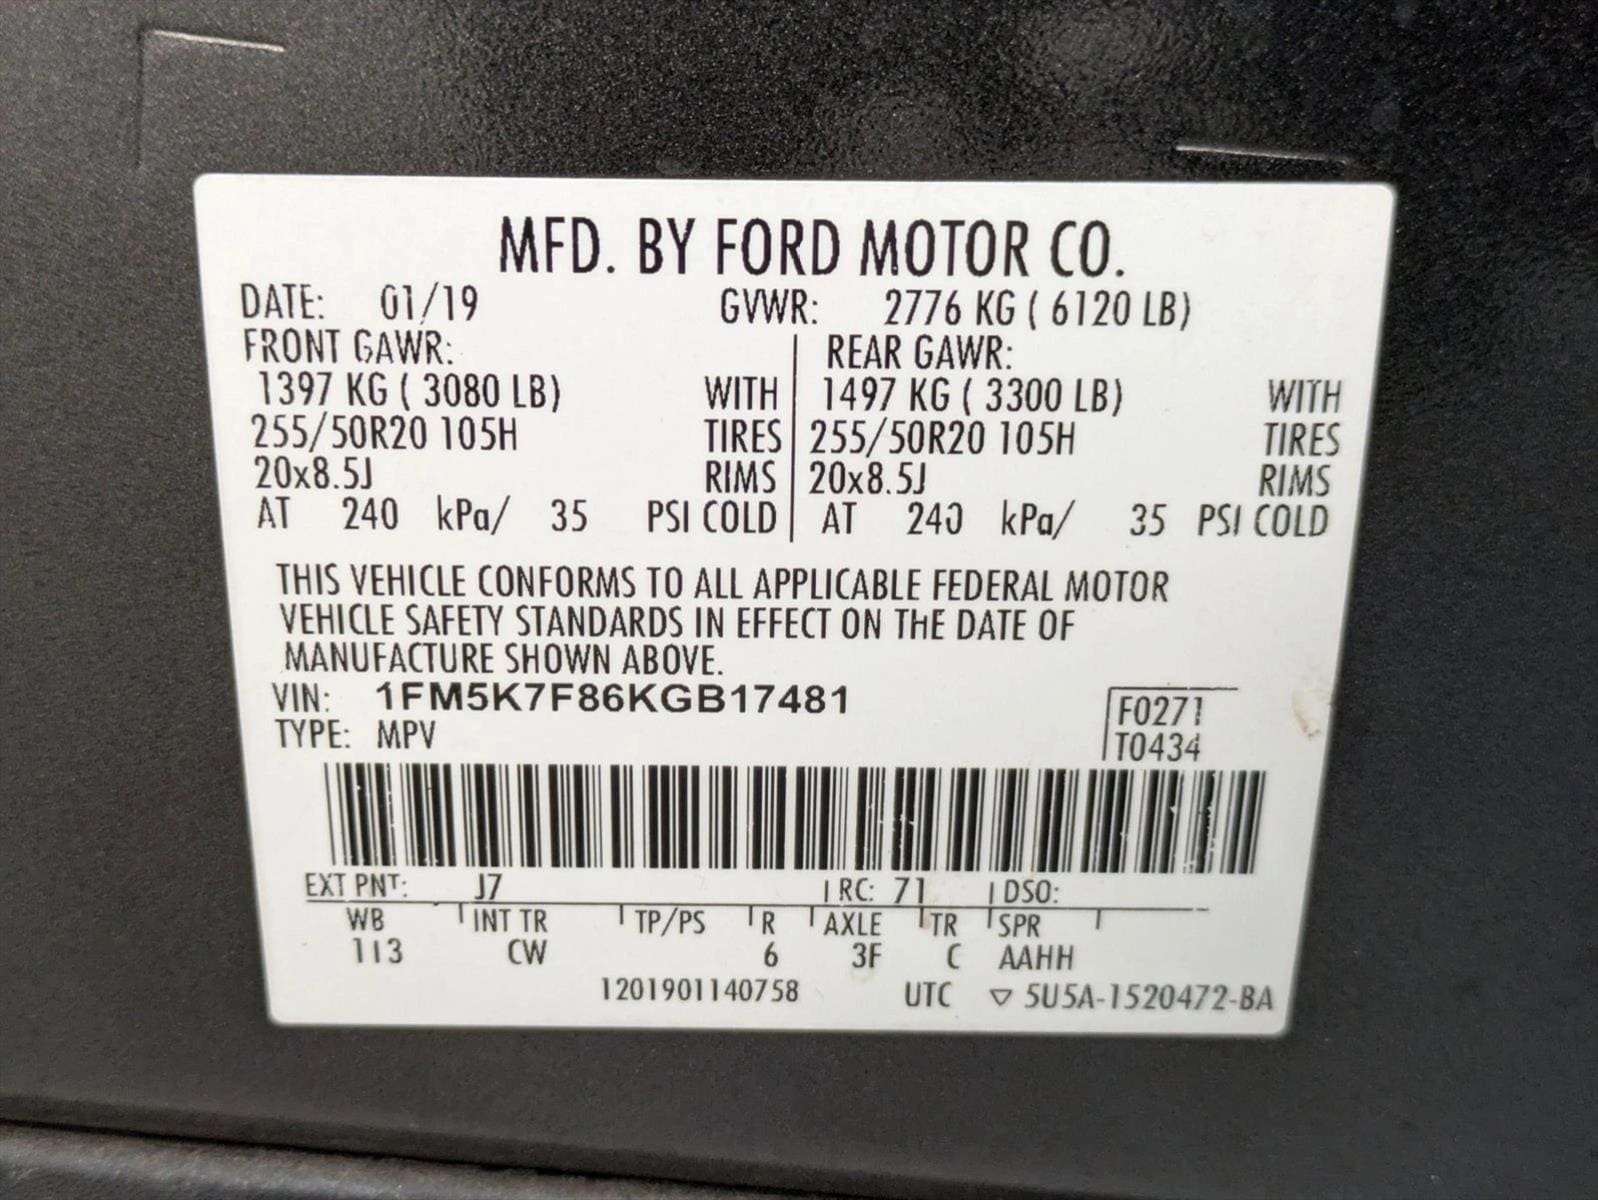 MFD. BY FORD MOTOR CO.
DATE: 01/19 GVWR: 2776 KG ( 6120 LB)
FRONT GAWR: REAR GAWR:
1397 KG ( 3080 LB) WITH 1497 KG ( 3300 LB) WITH
255/50R20 105H TIRES 255/50R20 105H TIRES
20x8.5J RIMS 20x8.5J RIMS
AT 240 kPa/ 35 PSI COLD AT 240 kPa/ 35 PSI COLD
THIS VEHICLE CONFORMS TO ALL APPLICABLE FEDERAL MOTOR
VEHICLE SAFETY STANDARDS IN EFFECT ON THE DATE OF
MANUFACTURE SHOWN ABOVE.
VIN: 1FM5K7F86KGB17481 F0271
TYPE: MPV T0434
EXT PNT: J7 RC: 71 DSO:
WB INT TR TP/PS R AXLE TR SPR
113 CW 6 3F C AAHH
1201901140758 UTC ▽ 5U5A-1520472-BA